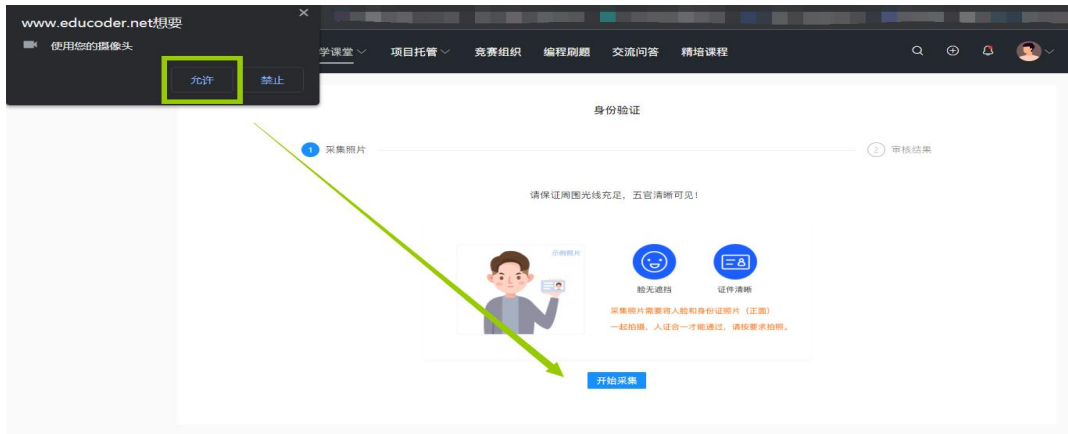 www.educoder.net想要
×
使用您的摄像头
允许
禁止
学课堂
项目托管
竞赛组织
编程刷题
交流问答
精培课程
身份验证
1 采集照片
2 审核结果
请保证周围光线充足，五官清晰可见！
示例照片
脸无遮挡
证件清晰
采集照片需要将人脸和身份证照片（正面）
一起拍摄，人证合一才能通过，请按要求拍照。
开始采集